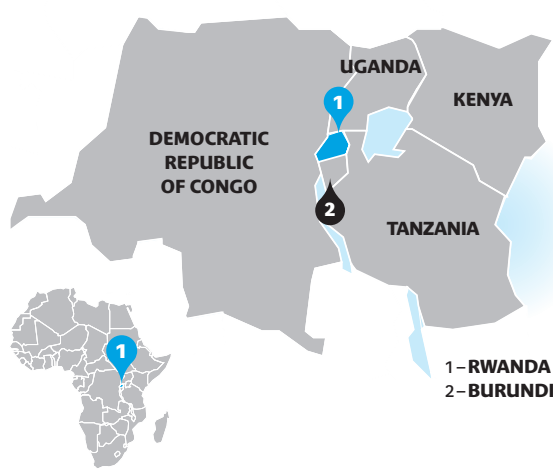 UGANDA
1
KENYA
DEMOCRATIC
REPUBLIC
OF CONGO
2
TANZANIA
1
1–RWANDA
2–BURUNDI